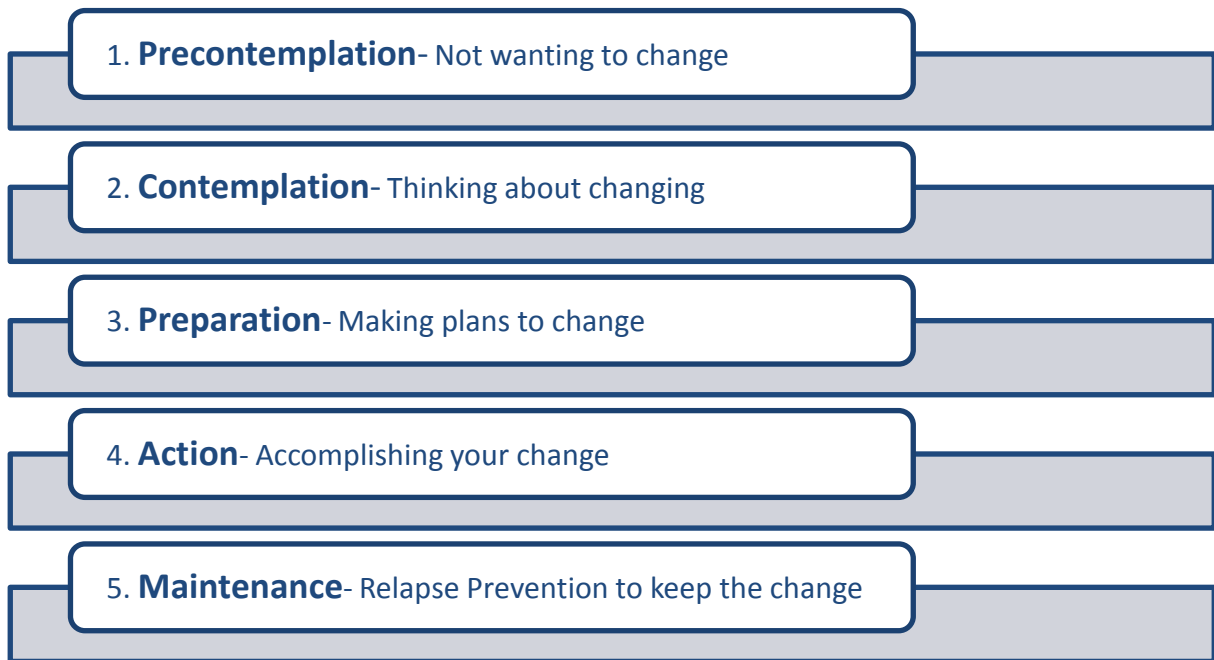 1. Precontemplation- Not wanting to change
2. Contemplation- Thinking about changing
3. Preparation- Making plans to change
4. Action- Accomplishing your change
5. Maintenance- Relapse Prevention to keep the change